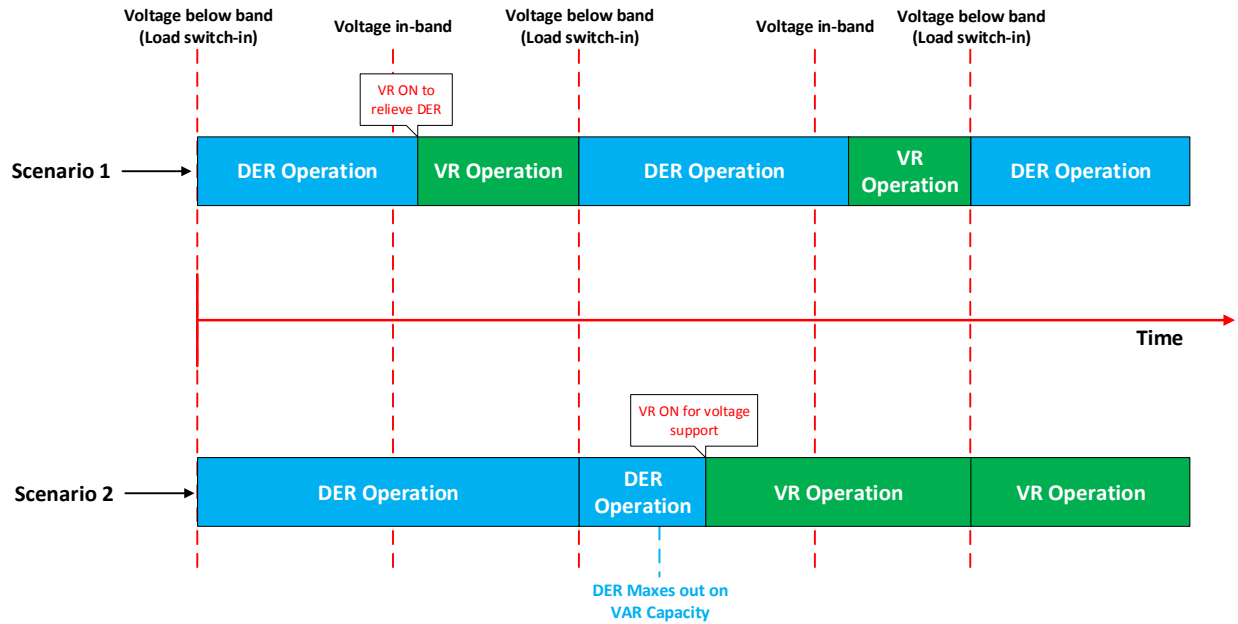 Voltage below band
(Load switch-in)
Voltage in-band
Voltage below band
(Load switch-in)
Voltage in-band
Voltage below band
(Load switch-in)
VR ON to
relieve DER
Scenario 1
DER Operation
VR Operation
DER Operation
VR
Operation
DER Operation
Time
VR ON for voltage
support
Scenario 2
DER Operation
DER
Operation
VR Operation
VR Operation
DER Maxes out on
VAR Capacity